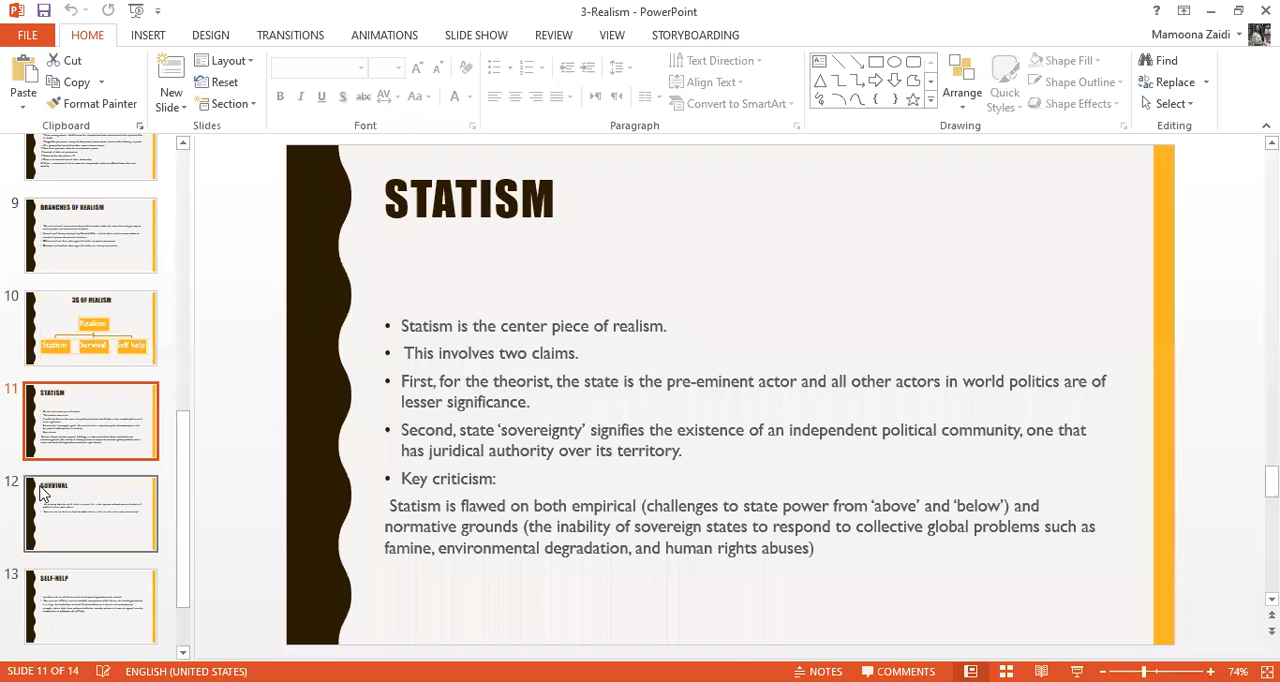 3-Realism - PowerPoint
FILE HOME INSERT DESIGN TRANSITIONS ANIMATIONS SLIDE SHOW REVIEW VIEW STORYBOARDING Mamoona Zaidi
Paste
Cut
Copy
Format Painter
Clipboard
New
Slide
Layout
Reset
Section
Slides
B I U S abc AV Aa A
Font
Text Direction
Align Text
Convert to SmartArt
Paragraph
Arrange
Quick
Styles
Shape Fill
Shape Outline
Shape Effects
Drawing
Find
Replace
Select
Editing
9
BRANCHES OF REALISM
10
3S OF REALISM
Realism
Statism Survival Self help
11
STATISM
12
SURVIVAL
13
SELF-HELP
STATISM
• Statism is the center piece of realism.
• This involves two claims.
• First, for the theorist, the state is the pre-eminent actor and all other actors in world politics are of
lesser significance.
• Second, state ‘sovereignty’ signifies the existence of an independent political community, one that
has juridical authority over its territory.
• Key criticism:
Statism is flawed on both empirical (challenges to state power from ‘above’ and ‘below’) and
normative grounds (the inability of sovereign states to respond to collective global problems such as
famine, environmental degradation, and human rights abuses)
SLIDE 11 OF 14 ENGLISH (UNITED STATES) NOTES COMMENTS 74%